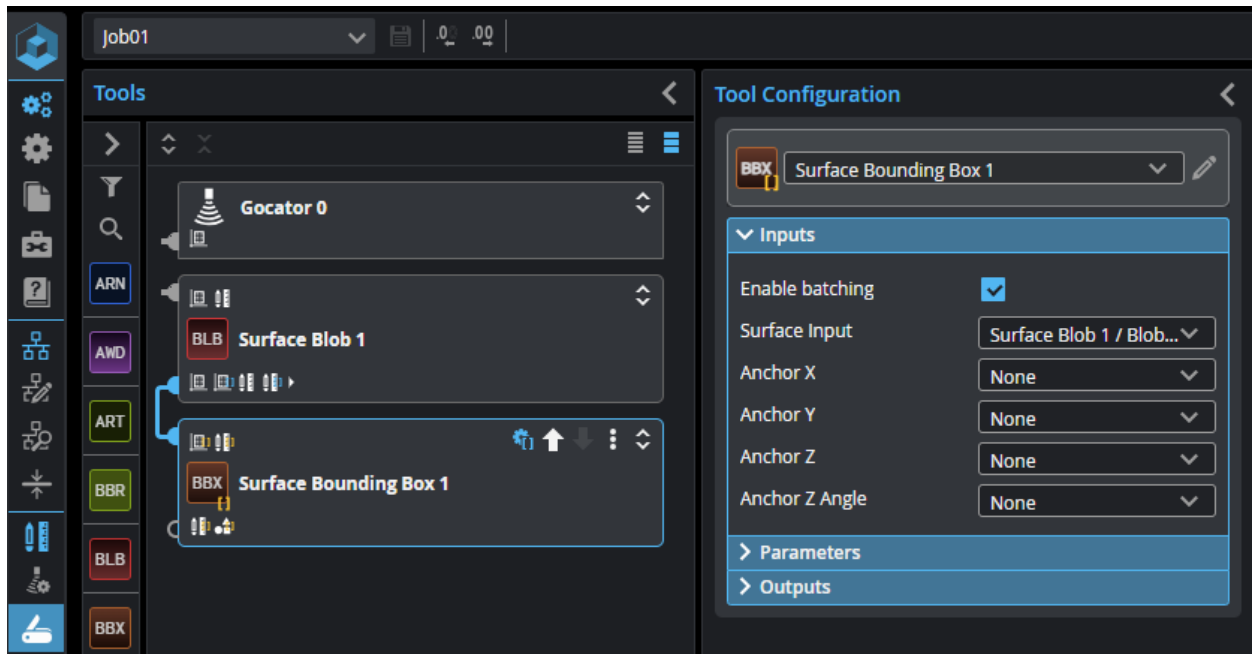 Job01
.0
.00
Tools
Tool Configuration
Gocator 0
BBX
Surface Bounding Box 1
Inputs
ARN
Enable batching
BLB
Surface Blob 1
Surface Input
Surface Blob 1 / Blob...
AWD
Anchor X
None
ART
Anchor Y
None
Anchor Z
None
BBX
Surface Bounding Box 1
BBR
Anchor Z Angle
None
Parameters
BLB
Outputs
BBX